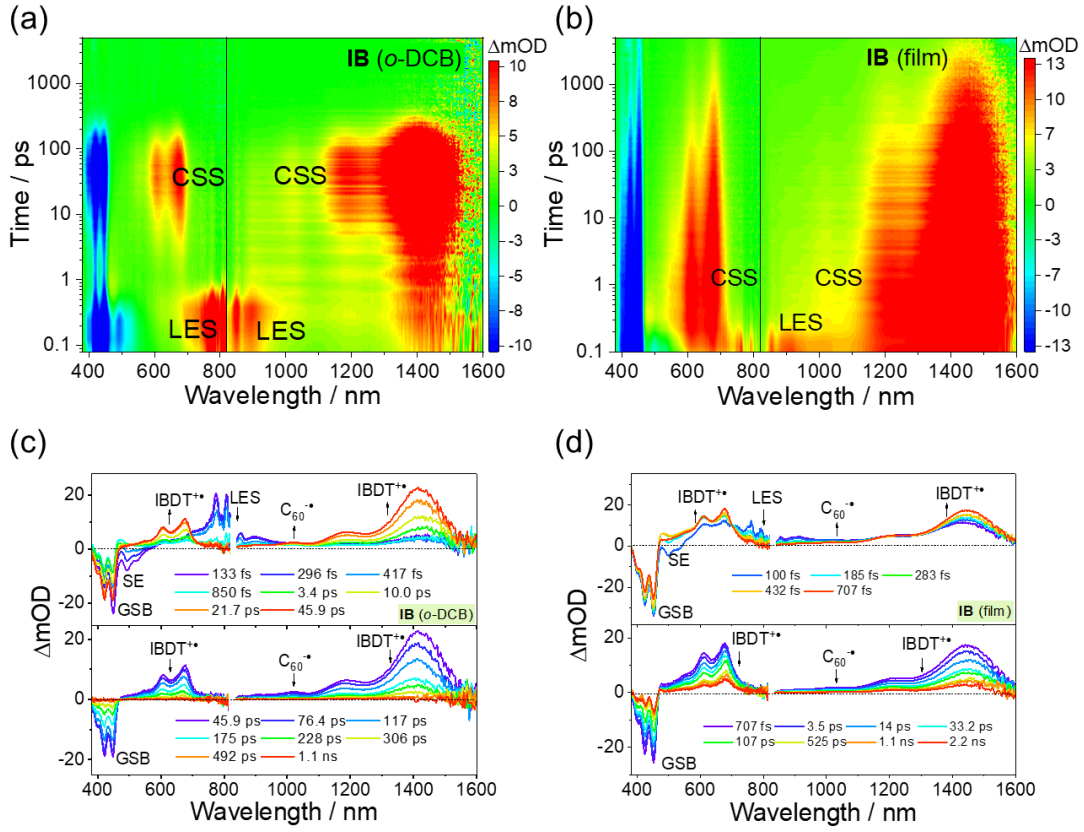 (a)
IB (o-DCB)
ΔmOD
1000
100
10
1
0.1
Time / ps
CSS
CSS
LES
LES
10
8
5
3
0
-3
-5
-8
-10
400 600 800 1000 1200 1400 1600
Wavelength / nm
(b)
IB (film)
ΔmOD
1000
100
10
1
0.1
Time / ps
CSS
CSS
LES
13
10
7
3
0
-3
-7
-10
-13
400 600 800 1000 1200 1400 1600
Wavelength / nm
(c)
ΔmOD
20
0
-20
IBDT⁺•
LES
C₆₀⁻•
IBDT⁺•
SE
GSB
133 fs 296 fs 417 fs
850 fs 3.4 ps 10.0 ps
21.7 ps 45.9 ps
IB (o-DCB)
20
0
-20
IBDT⁺•
C₆₀⁻•
IBDT⁺•
GSB
45.9 ps 76.4 ps 117 ps
175 ps 228 ps 306 ps
492 ps 1.1 ns
400 600 800 1000 1200 1400 1600
Wavelength / nm
(d)
ΔmOD
20
0
-20
IBDT⁺•
LES
C₆₀⁻•
IBDT⁺•
SE
GSB
100 fs 185 fs 283 fs
432 fs 707 fs
IB (film)
20
0
-20
IBDT⁺•
C₆₀⁻•
IBDT⁺•
GSB
707 fs 3.5 ps 14 ps 33.2 ps
107 ps 525 ps 1.1 ns 2.2 ns
400 600 800 1000 1200 1400 1600
Wavelength / nm